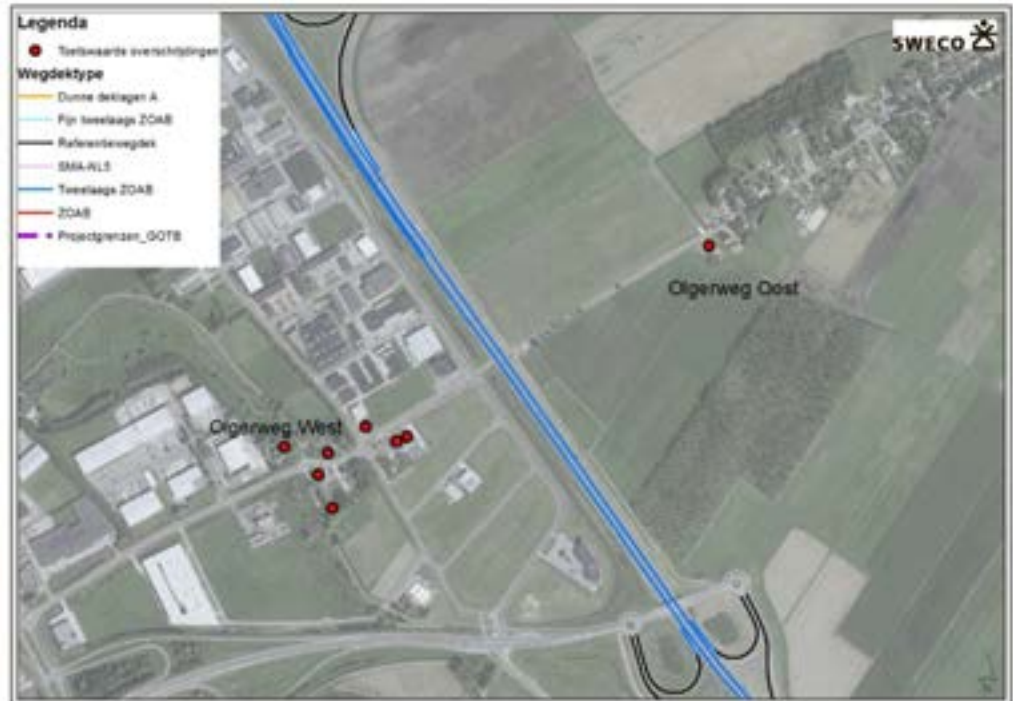 Legenda
Toetswaarde overschrijdingen
Wegdektype
Dunne deklagen A
Fijn tweelaags ZOAB
Referentiewegdek
SMA-NL5
Tweelaags ZOAB
ZOAB
Projectgrenzen_GOTB
SWECO
Olgerweg Oost
Olgerweg West